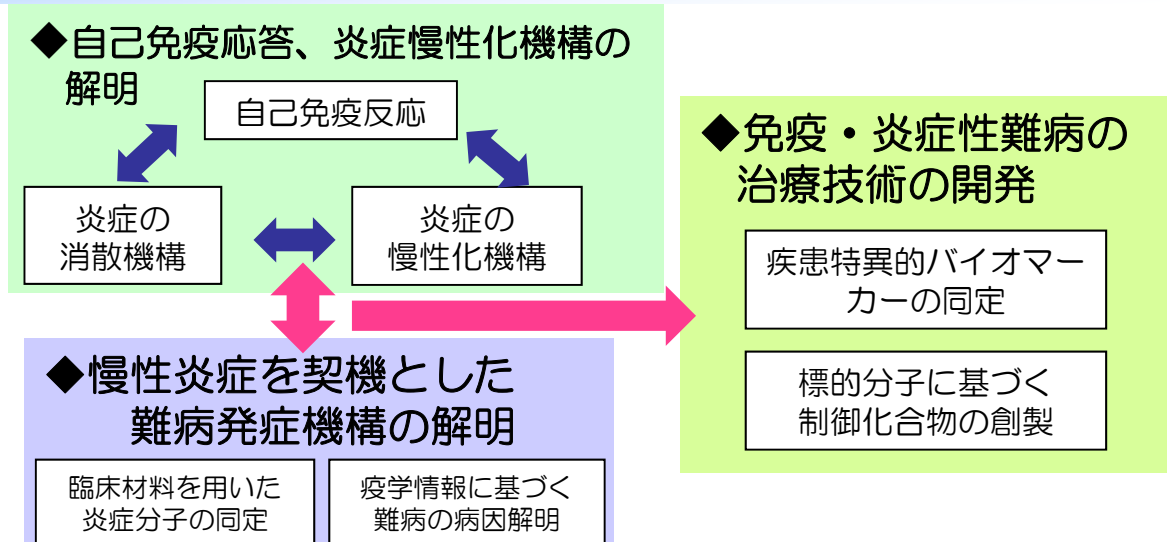 ◆自己免疫応答、炎症慢性化機構の
解明
自己免疫反応
炎症の
消散機構
炎症の
慢性化機構
◆慢性炎症を契機とした
難病発症機構の解明
臨床材料を用いた
炎症分子の同定
疫学情報に基づく
難病の病因解明
◆免疫・炎症性難病の
治療技術の開発
疾患特異的バイオマー
カーの同定
標的分子に基づく
制御化合物の創製